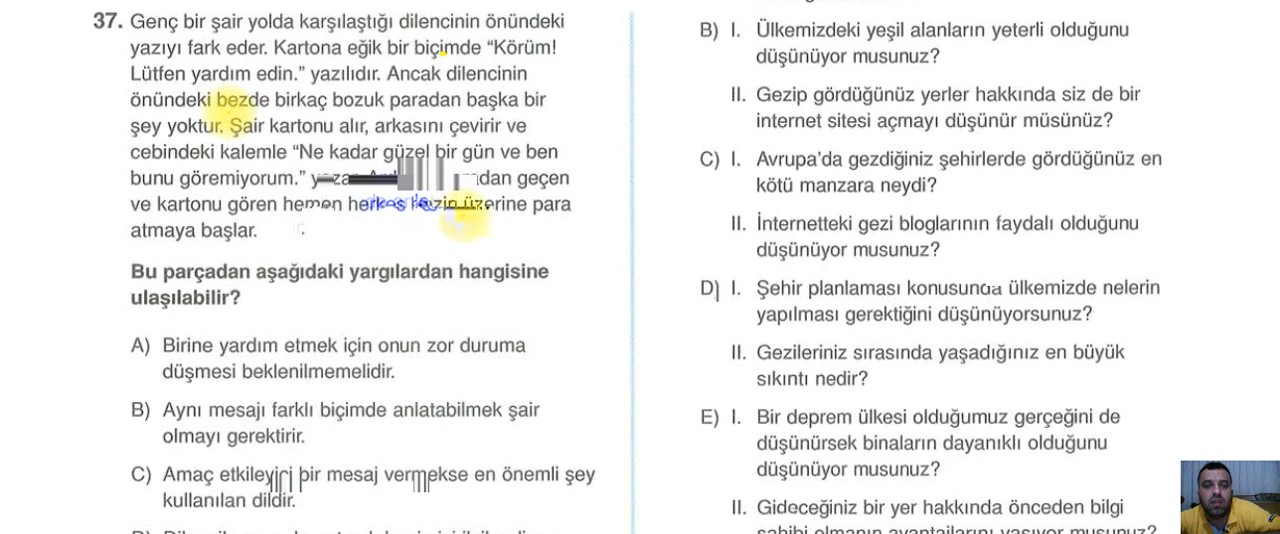 37. Genç bir şair yolda karşılaştığı dilencinin önündeki
yazıyı fark eder. Kartona eğik bir biçimde “Körüm!
Lütfen yardım edin.” yazılıdır. Ancak dilencinin
önündeki bezde birkaç bozuk paradan başka bir
şey yoktur. Şair kartonu alır, arkasını çevirir ve
cebindeki kalemle “Ne kadar güzel bir gün ve ben
bunu göremiyorum.” geçen
ve kartonu gören hemen üzerine para
atmaya başlar.
Bu parçadan aşağıdaki yargılardan hangisine
ulaşılabilir?
A) Birine yardım etmek için onun zor duruma
düşmesi beklenilmemelidir.
B) Aynı mesajı farklı biçimde anlatabilmek şair
olmayı gerektirir.
C) Amaç etkileyici bir mesaj vermekse en önemli şey
kullanılan dildir.
B) I. Ülkemizdeki yeşil alanların yeterli olduğunu
düşünüyor musunuz?
II. Gezip gördüğünüz yerler hakkında siz de bir
internet sitesi açmayı düşünür müsünüz?
C) I. Avrupa’da gezdiğiniz şehirlerde gördüğünüz en
kötü manzara neydi?
II. İnternetteki gezi bloglarının faydalı olduğunu
düşünüyor musunuz?
D) I. Şehir planlaması konusunda ülkemizde nelerin
yapılması gerektiğini düşünüyorsunuz?
II. Gezileriniz sırasında yaşadığınız en büyük
sıkıntı nedir?
E) I. Bir deprem ülkesi olduğumuz gerçeğini de
düşünürsek binaların dayanıklı olduğunu
düşünüyor musunuz?
II. Gideceğiniz bir yer hakkında önceden bilgi
sahibi olmanın avantajlarını yaşıyor musunuz?